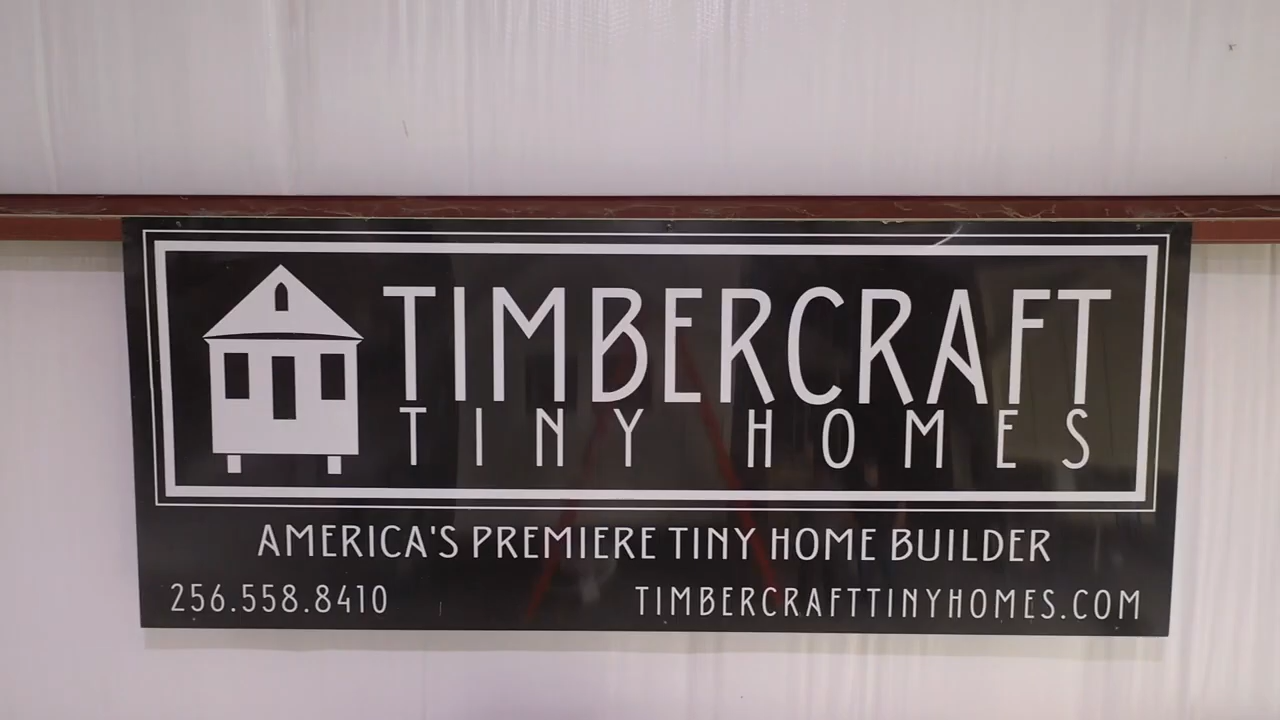 TIMBERCRAFT
TINY HOMES
AMERICA'S PREMIERE TINY HOME BUILDER
256.558.8410
TIMBERCRAFTTINYHOMES.COM